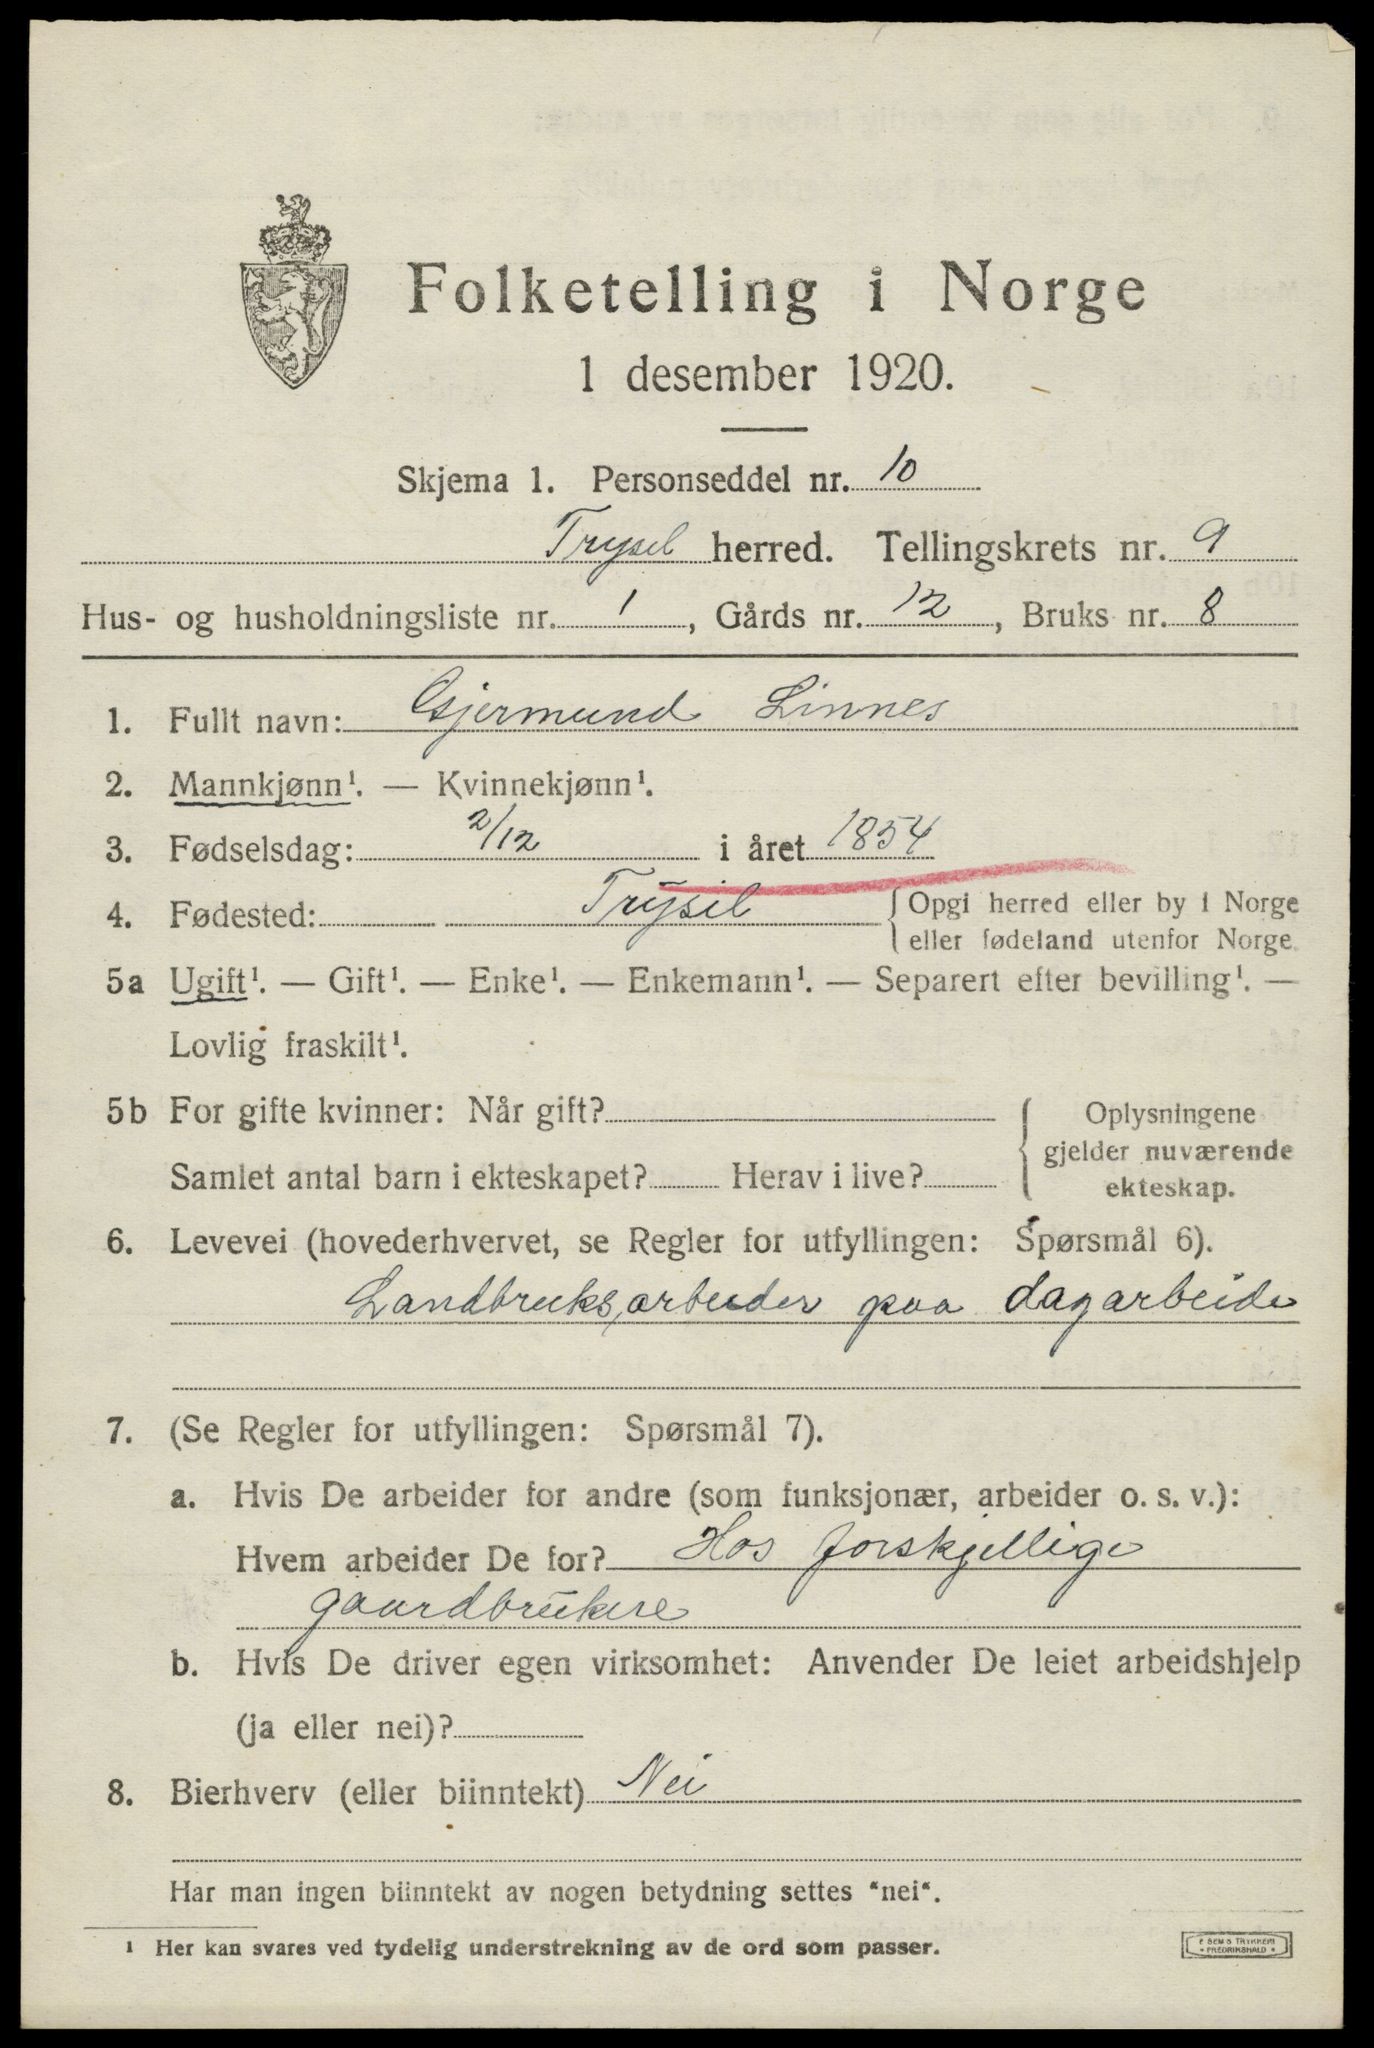 Folketelling i Norge
1 desember 1920.
Skjema 1. Personseddel nr. 10
Trysil herred. Tellingskrets nr. 9
Hus- og husholdningsliste nr. 1, Gårds nr. 12, Bruks nr. 8
1. Fullt navn: Gjermund Linnes
2. Mannkjønn¹. — Kvinnekjønn¹.
3. Fødselsdag: 2/12 i året 1854
4. Fødested: Trysil {Opgi herred eller by i Norge
eller fødeland utenfor Norge
5a Ugift¹. — Gift¹. — Enke¹. — Enkemann¹. — Separert efter bevilling¹. —
Lovlig fraskilt¹.
5b For gifte kvinner: Når gift? { Oplysningene
gjelder nuværende
Samlet antal barn i ekteskapet? Herav i live? ekteskap.
6. Levevei (hovederhvervet, se Regler for utfyllingen: Spørsmål 6).
Landbruksarbeider paa dagarbeide
7. (Se Regler for utfyllingen: Spørsmål 7).
a. Hvis De arbeider for andre (som funksjonær, arbeider o. s. v.):
Hvem arbeider De for? Hos forskjellige
gaardbrukere
b. Hvis De driver egen virksomhet: Anvender De leiet arbeidshjelp
(ja eller nei)?
8. Bierhverv (eller biinntekt) Nei
Har man ingen biinntekt av nogen betydning settes "nei".
¹ Her kan svares ved tydelig understrekning av de ord som passer.
E SEM'S TRYKKERI
FREDRIKSHALD